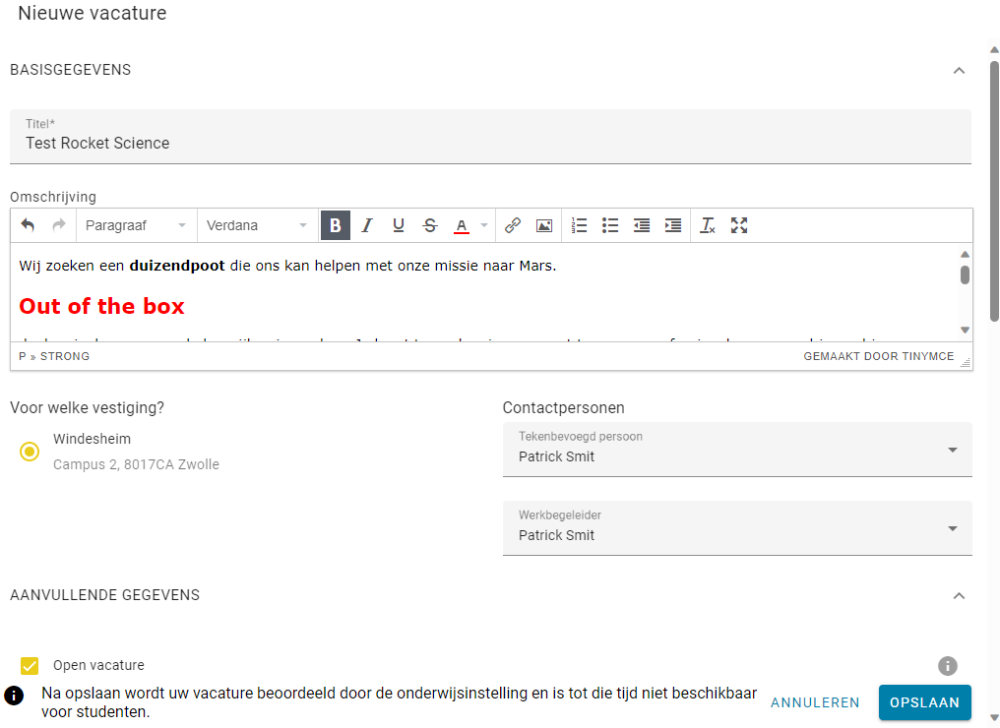 Nieuwe vacature
BASISGEGEVENS
Titel*
Test Rocket Science
Omschrijving
Paragraaf
Verdana
B I U S A
Wij zoeken een duizendpoot die ons kan helpen met onze missie naar Mars.
Out of the box
P » STRONG
GEMAAKT DOOR TINYMCE
Voor welke vestiging?
Windesheim
Campus 2, 8017CA Zwolle
Contactpersonen
Tekenbevoegd persoon
Patrick Smit
Werkbegeleider
Patrick Smit
AANVULLENDE GEGEVENS
Open vacature
Na opslaan wordt uw vacature beoordeeld door de onderwijsinstelling en is tot die tijd niet beschikbaar
voor studenten.
ANNULEREN
OPSLAAN